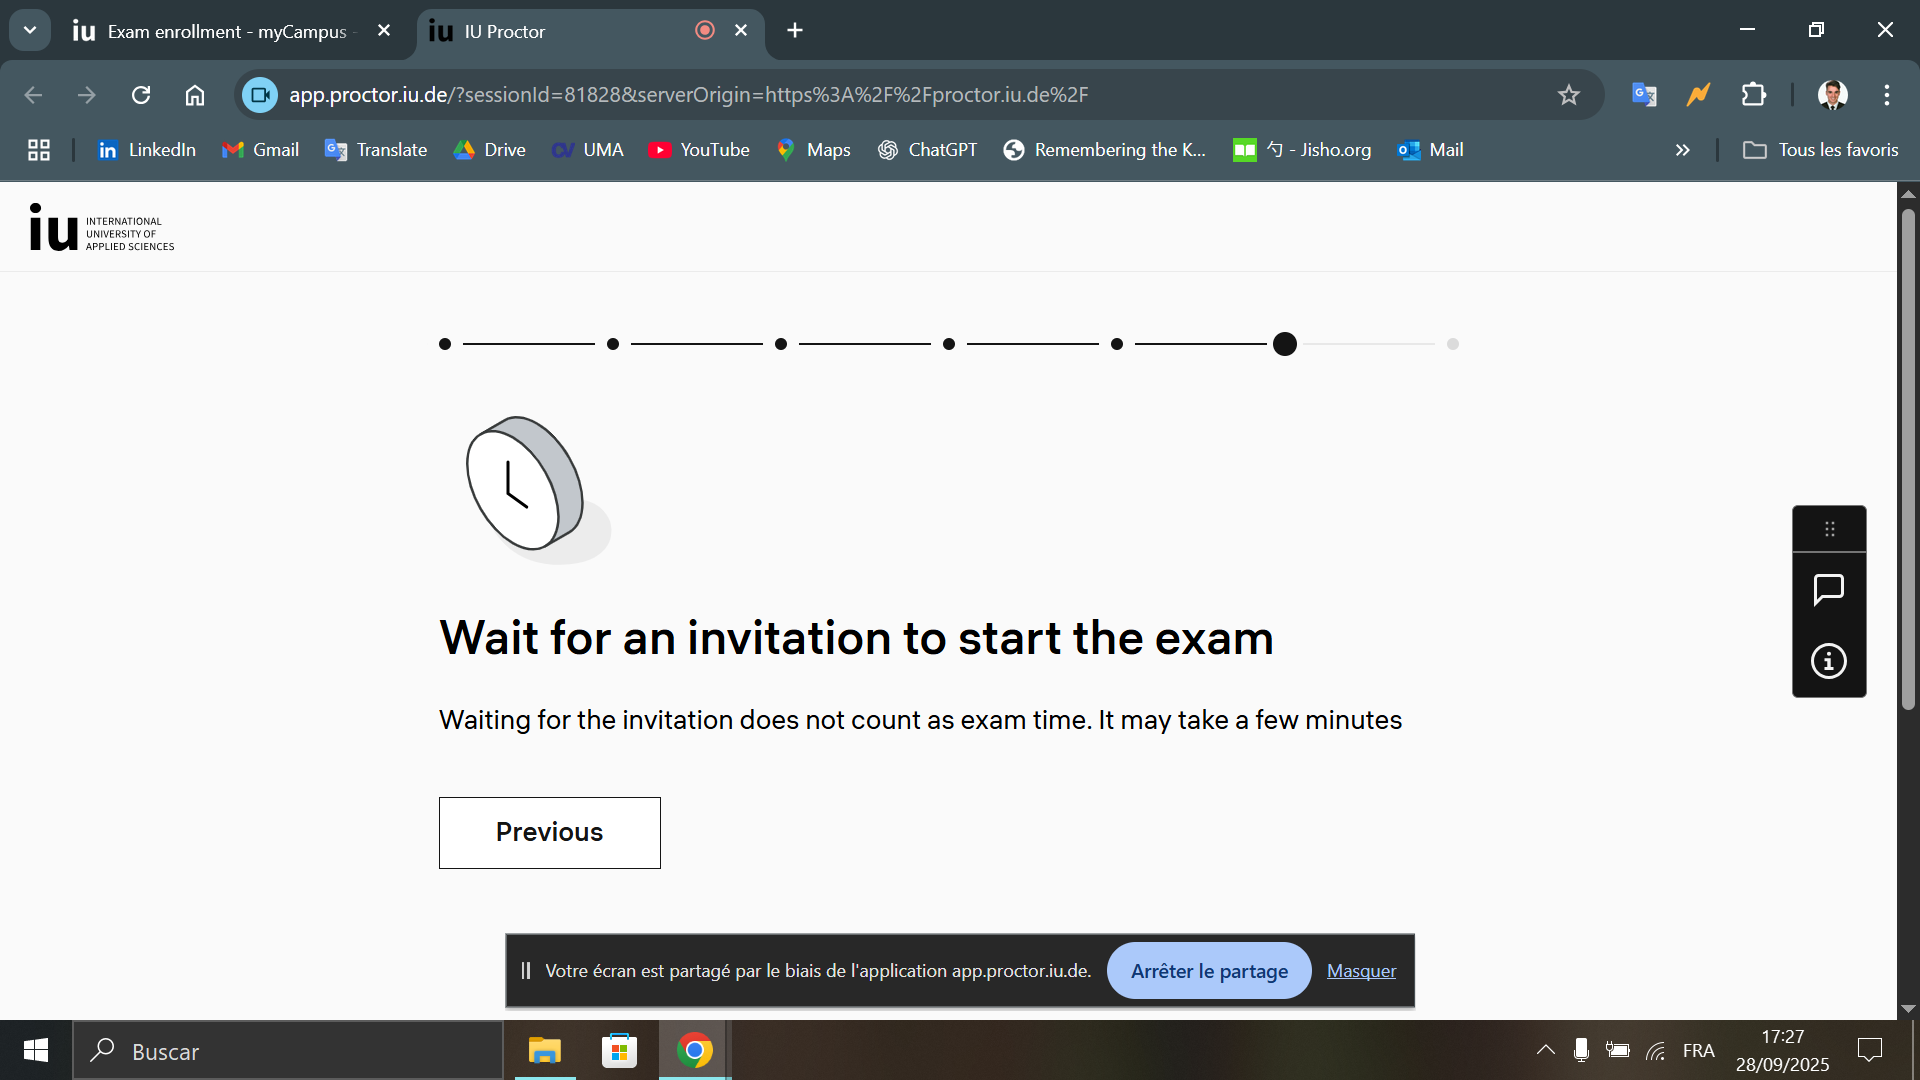 iu Exam enrollment - myCampus -
iu IU Proctor
app.proctor.iu.de/?sessionId=81828&serverOrigin=https%3A%2F%2Fproctor.iu.de%2F
in LinkedIn
Gmail
Translate
Drive
UMA
YouTube
Maps
ChatGPT
Remembering the K...
勺 - Jisho.org
Mail
»
Tous les favoris
iu INTERNATIONAL
UNIVERSITY OF
APPLIED SCIENCES
Wait for an invitation to start the exam
Waiting for the invitation does not count as exam time. It may take a few minutes
Previous
Votre écran est partagé par le biais de l'application app.proctor.iu.de.
Arrêter le partage
Masquer
Buscar
FRA
17:27
28/09/2025